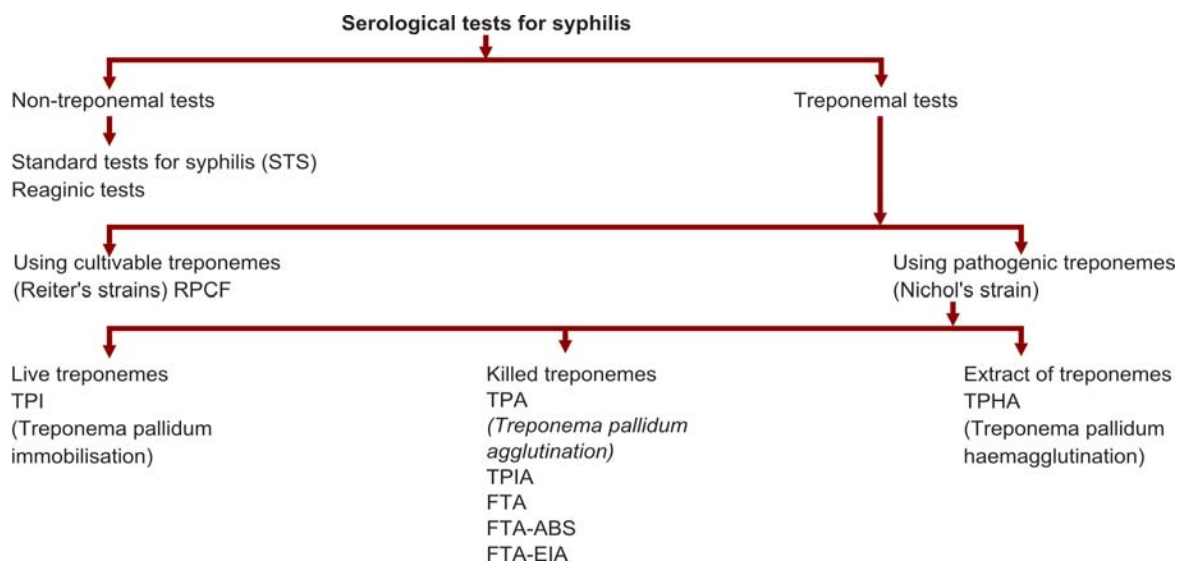 Serological tests for syphilis
Non-treponemal tests
Treponemal tests
Standard tests for syphilis (STS)
Reaginic tests
Using cultivable treponemes
(Reiter's strains) RPCF
Using pathogenic treponemes
(Nichol's strain)
Live treponemes
TPI
(Treponema pallidum
immobilisation)
Killed treponemes
TPA
(Treponema pallidum
agglutination)
TPIA
FTA
FTA-ABS
FTA-EIA
Extract of treponemes
TPHA
(Treponema pallidum
haemagglutination)